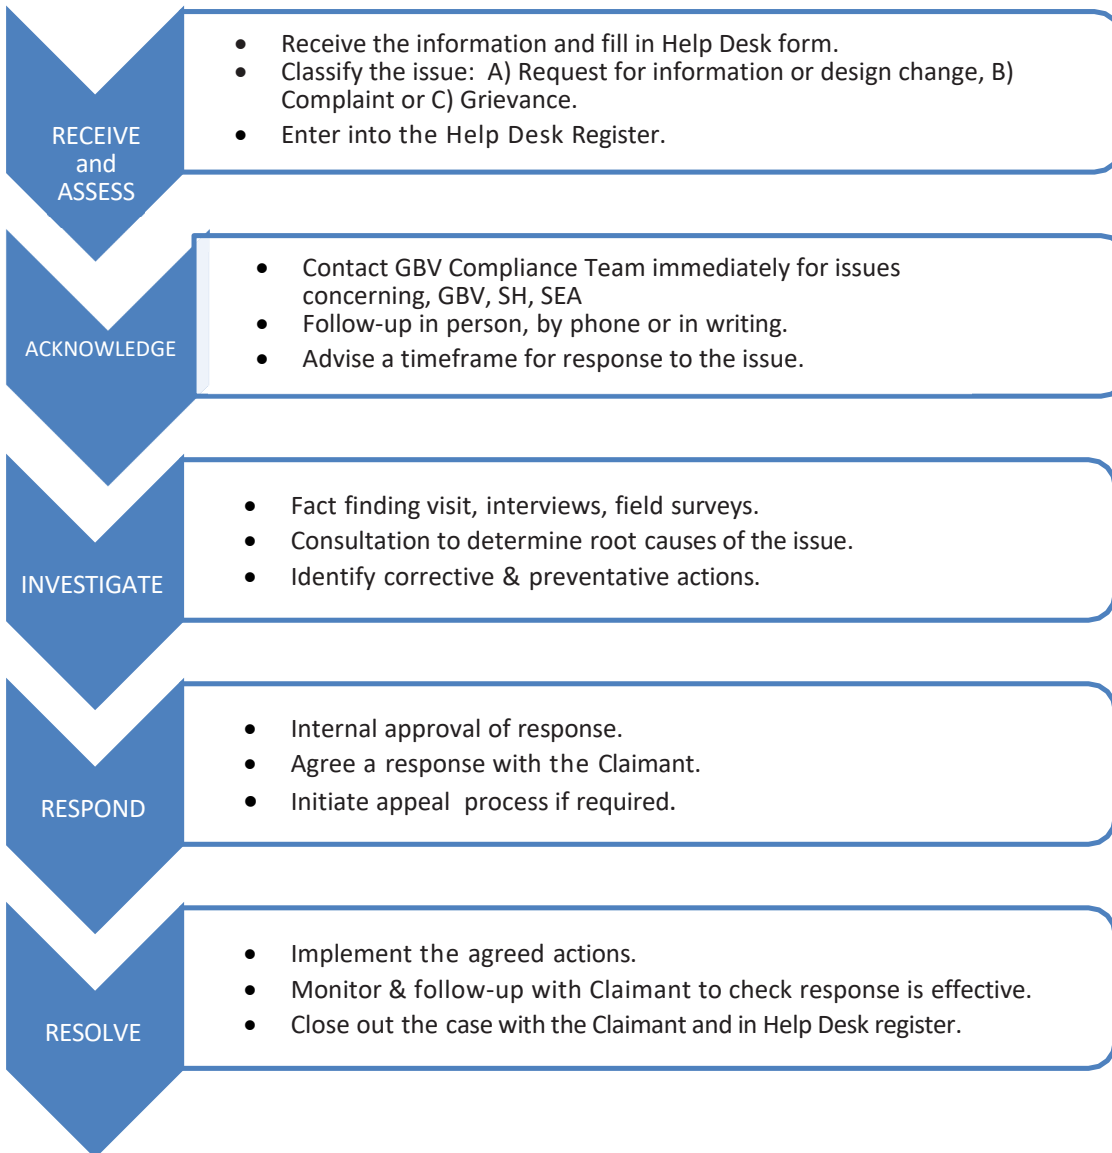 RECEIVE
and
ASSESS
• Receive the information and fill in Help Desk form.
• Classify the issue: A) Request for information or design change, B)
Complaint or C) Grievance.
• Enter into the Help Desk Register.
ACKNOWLEDGE
• Contact GBV Compliance Team immediately for issues
concerning, GBV, SH, SEA
• Follow-up in person, by phone or in writing.
• Advise a timeframe for response to the issue.
INVESTIGATE
• Fact finding visit, interviews, field surveys.
• Consultation to determine root causes of the issue.
• Identify corrective & preventative actions.
RESPOND
• Internal approval of response.
• Agree a response with the Claimant.
• Initiate appeal process if required.
RESOLVE
• Implement the agreed actions.
• Monitor & follow-up with Claimant to check response is effective.
• Close out the case with the Claimant and in Help Desk register.